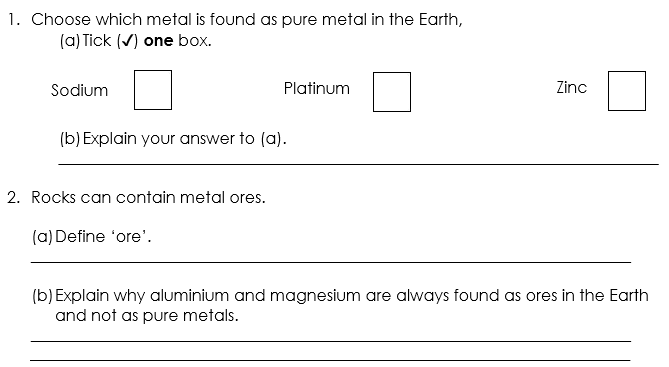 1. Choose which metal is found as pure metal in the Earth,
(a) Tick (✓) one box.
Sodium Platinum Zinc
(b) Explain your answer to (a).
2. Rocks can contain metal ores.
(a) Define ‘ore’.
(b) Explain why aluminium and magnesium are always found as ores in the Earth
and not as pure metals.